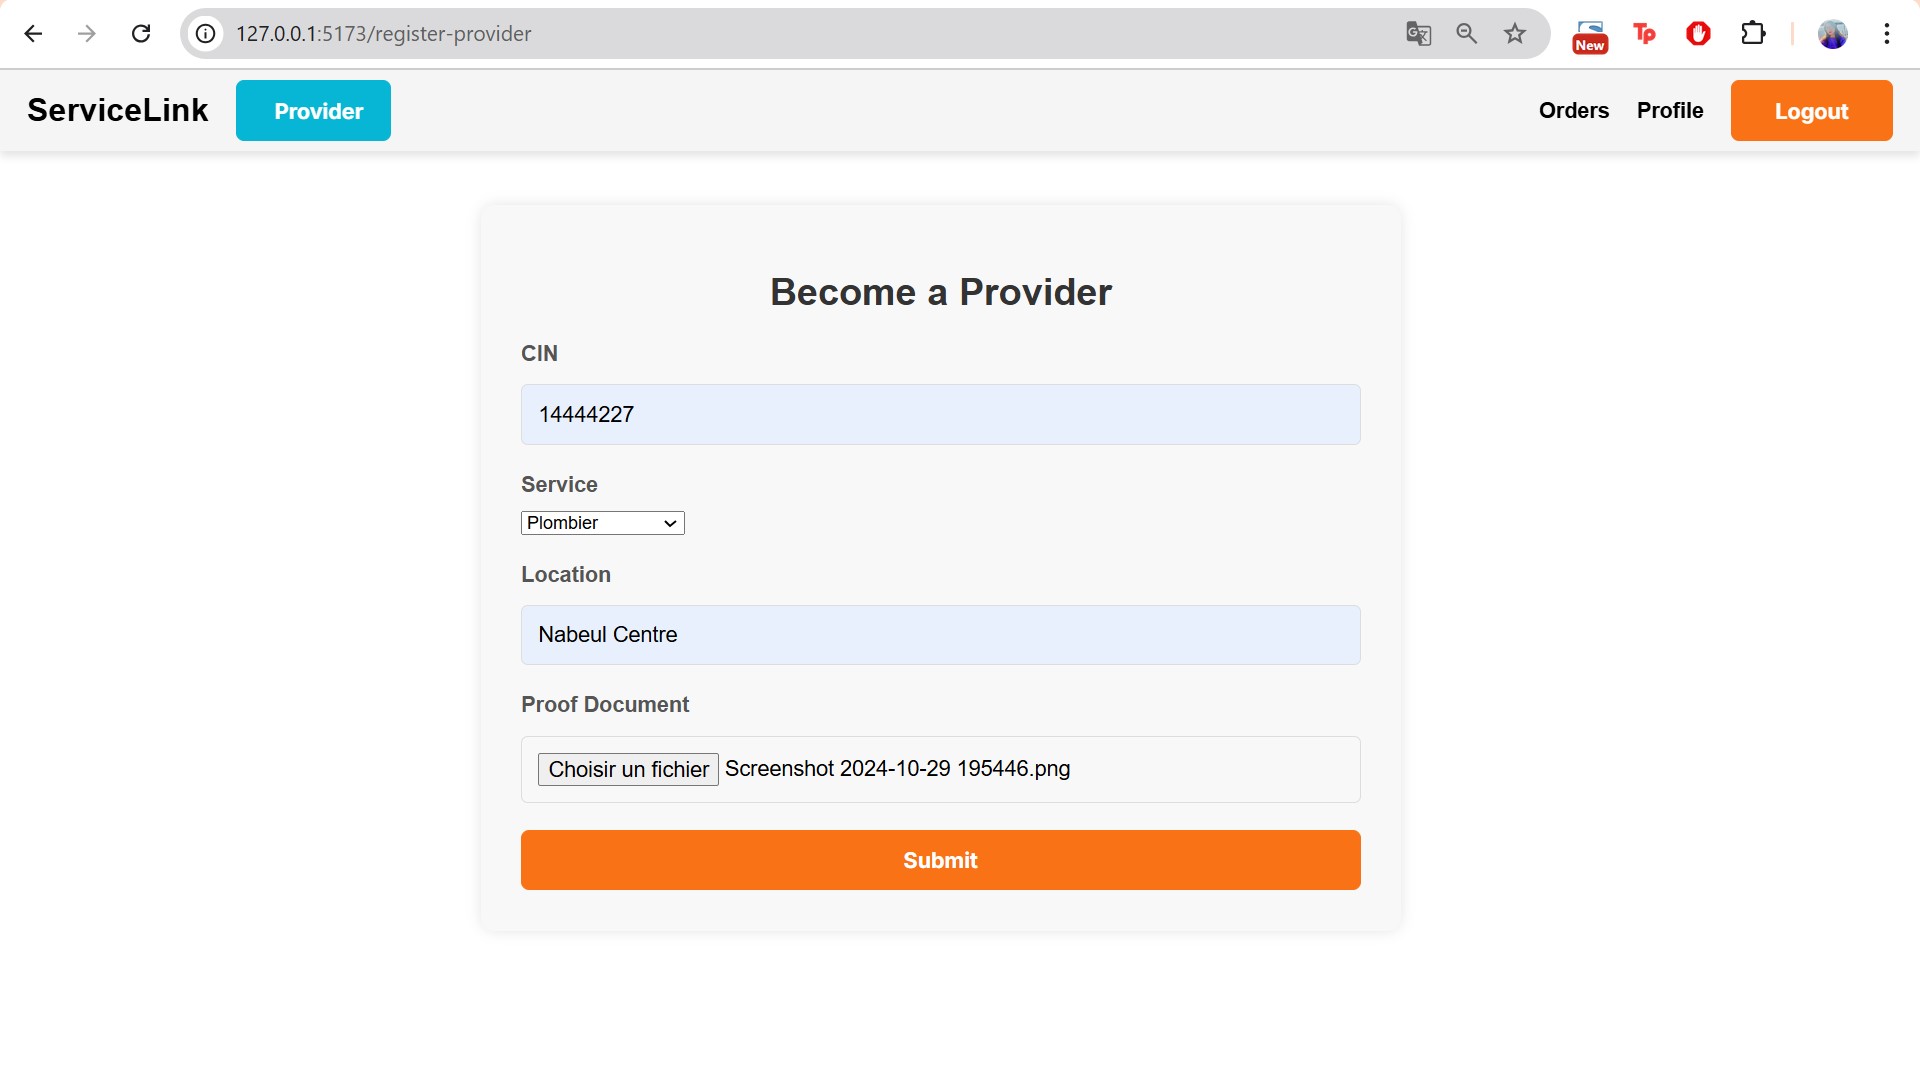 127.0.0.1:5173/register-provider
New
Tp
ServiceLink
Provider
Orders
Profile
Logout
Become a Provider
CIN
14444227
Service
Plombier
Location
Nabeul Centre
Proof Document
Choisir un fichier Screenshot 2024-10-29 195446.png
Submit